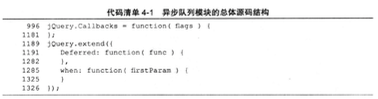 代码清单 4-1 异步队列模块的总体源码结构
996 jQuery.Callbacks = function( flags ) {
1181 };
1189 jQuery.extend({
1191 Deferred: function( func ) {
1282 },
1285 when: function( firstParam ) {
1325 }
1326 });